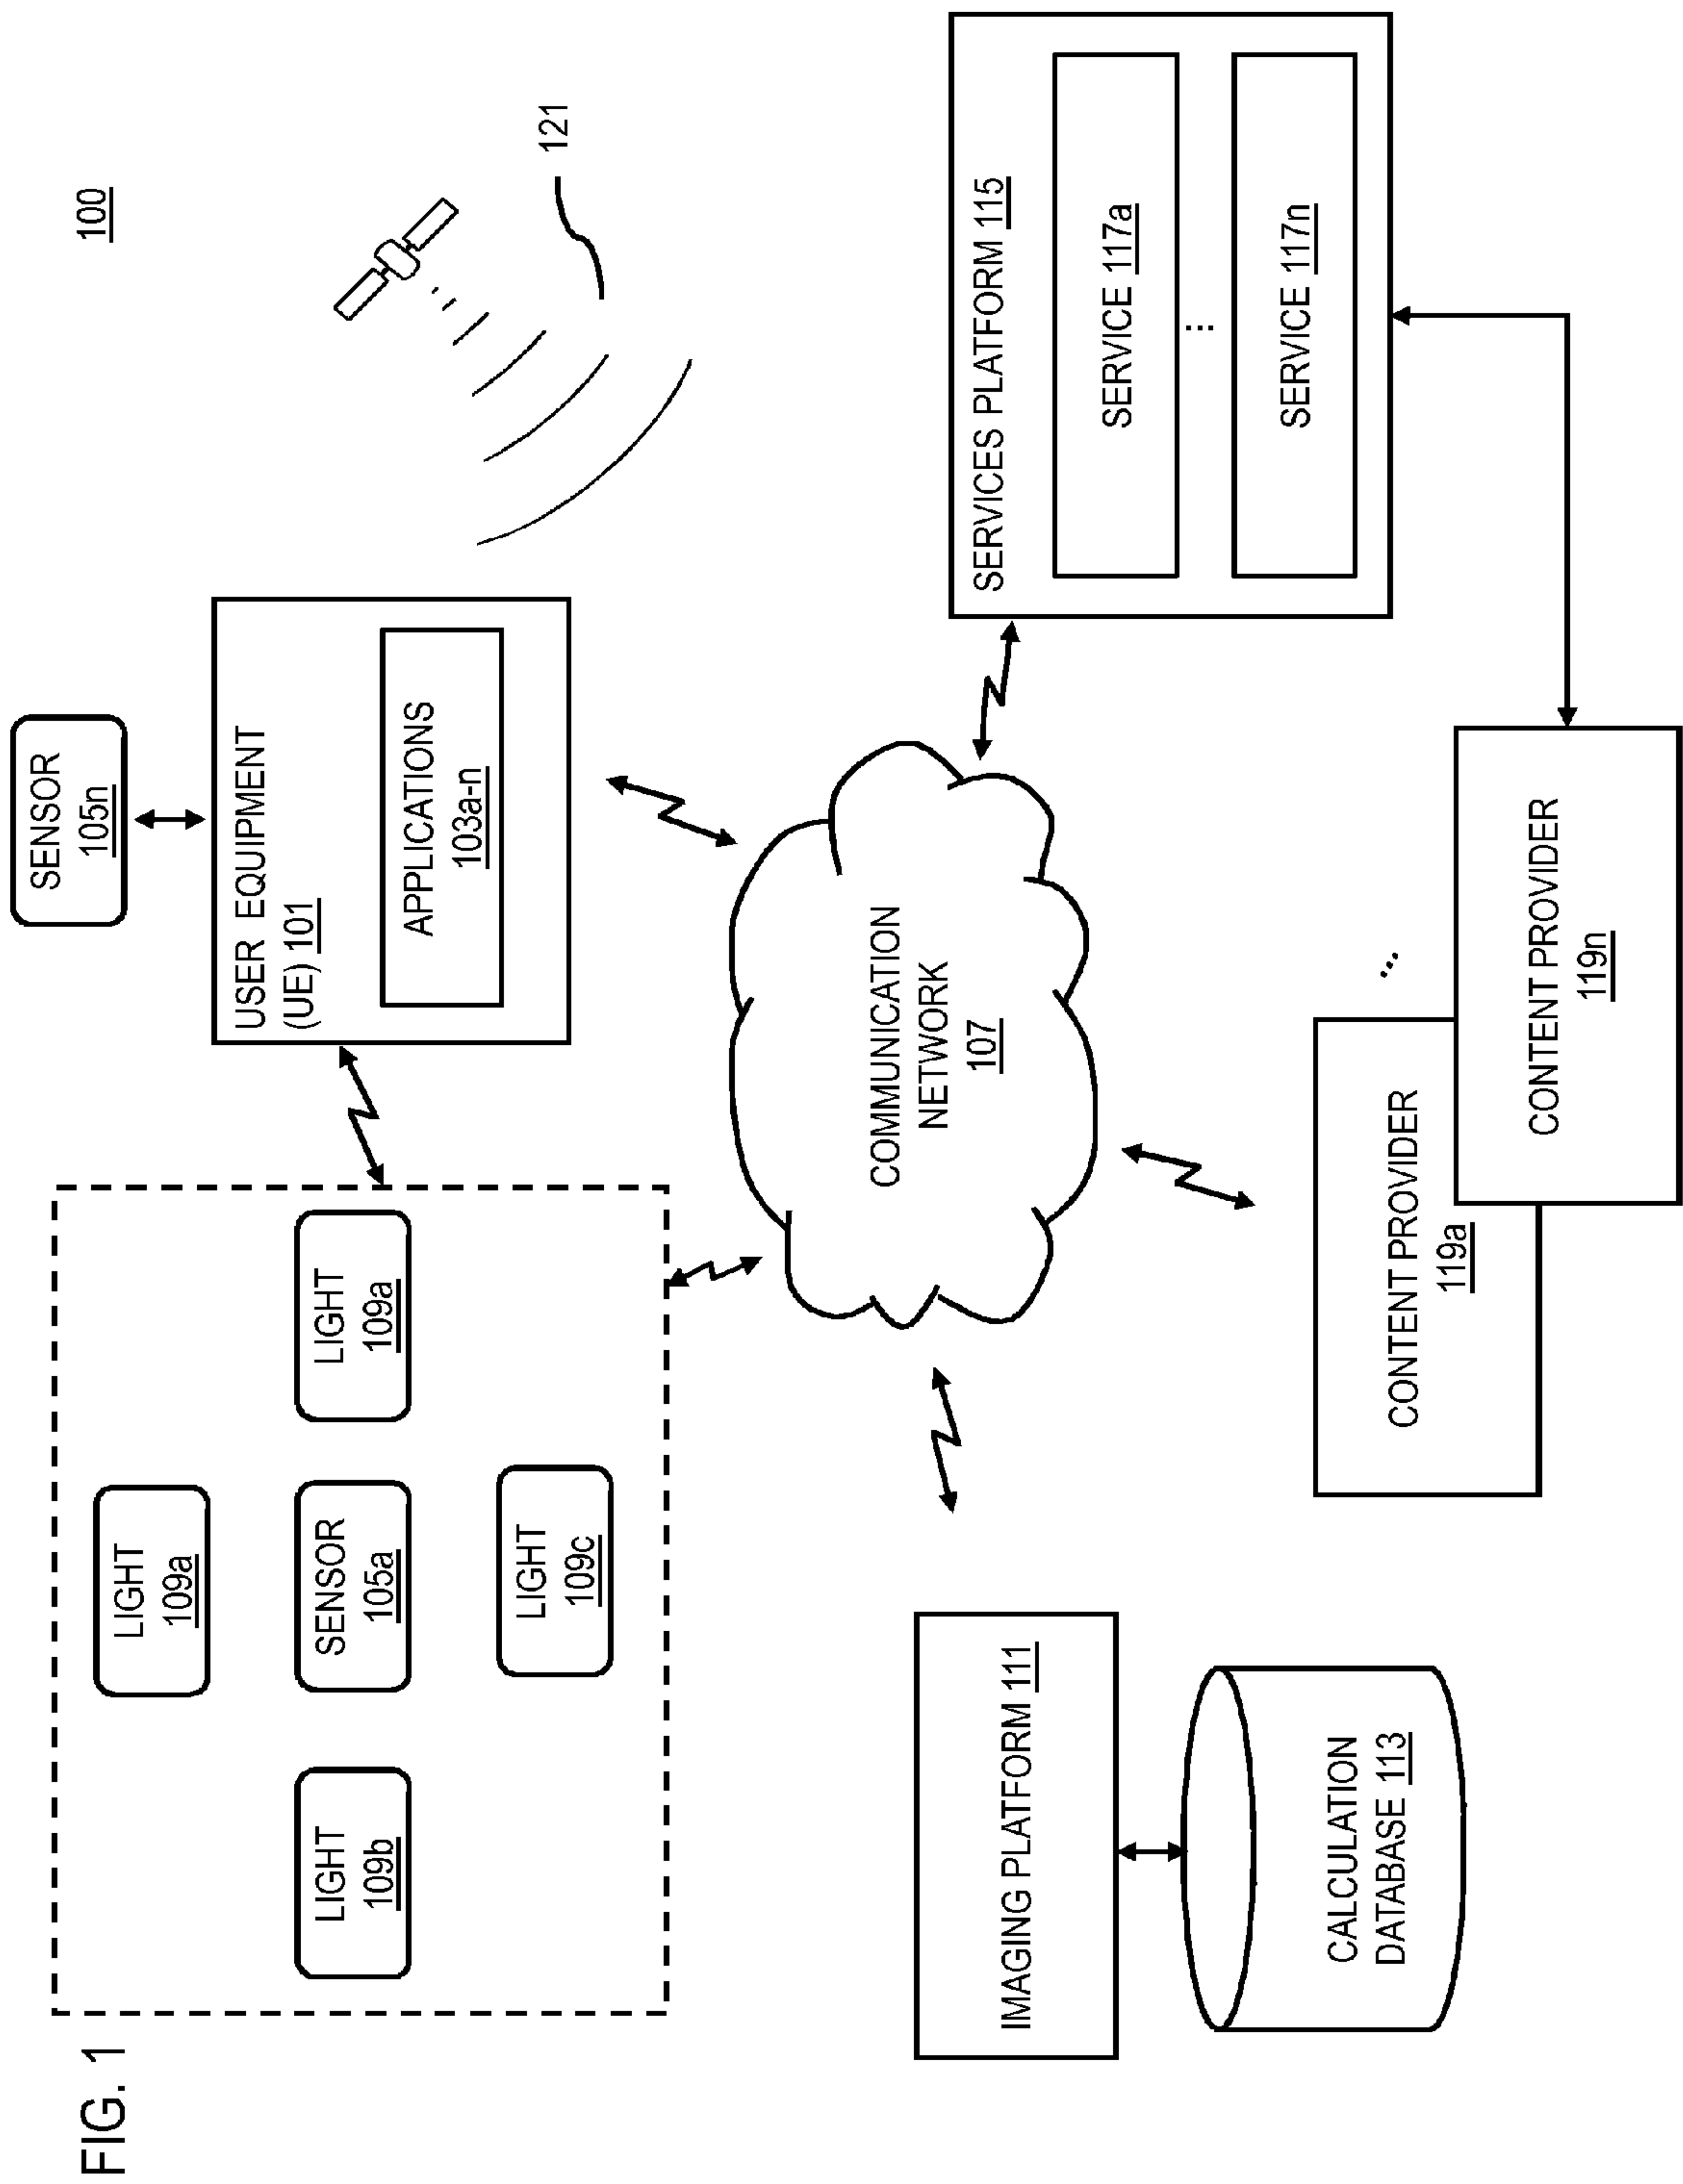 FIG. 1
100
LIGHT
109a
LIGHT
109b
SENSOR
105a
LIGHT
109a
LIGHT
109c
SENSOR
105n
USER EQUIPMENT
(UE) 101
APPLICATIONS
103a-n
121
COMMUNICATION
NETWORK
107
IMAGING PLATFORM 111
CALCULATION
DATABASE 113
SERVICES PLATFORM 115
SERVICE 117a
...
SERVICE 117n
CONTENT PROVIDER
119a
...
CONTENT PROVIDER
119n